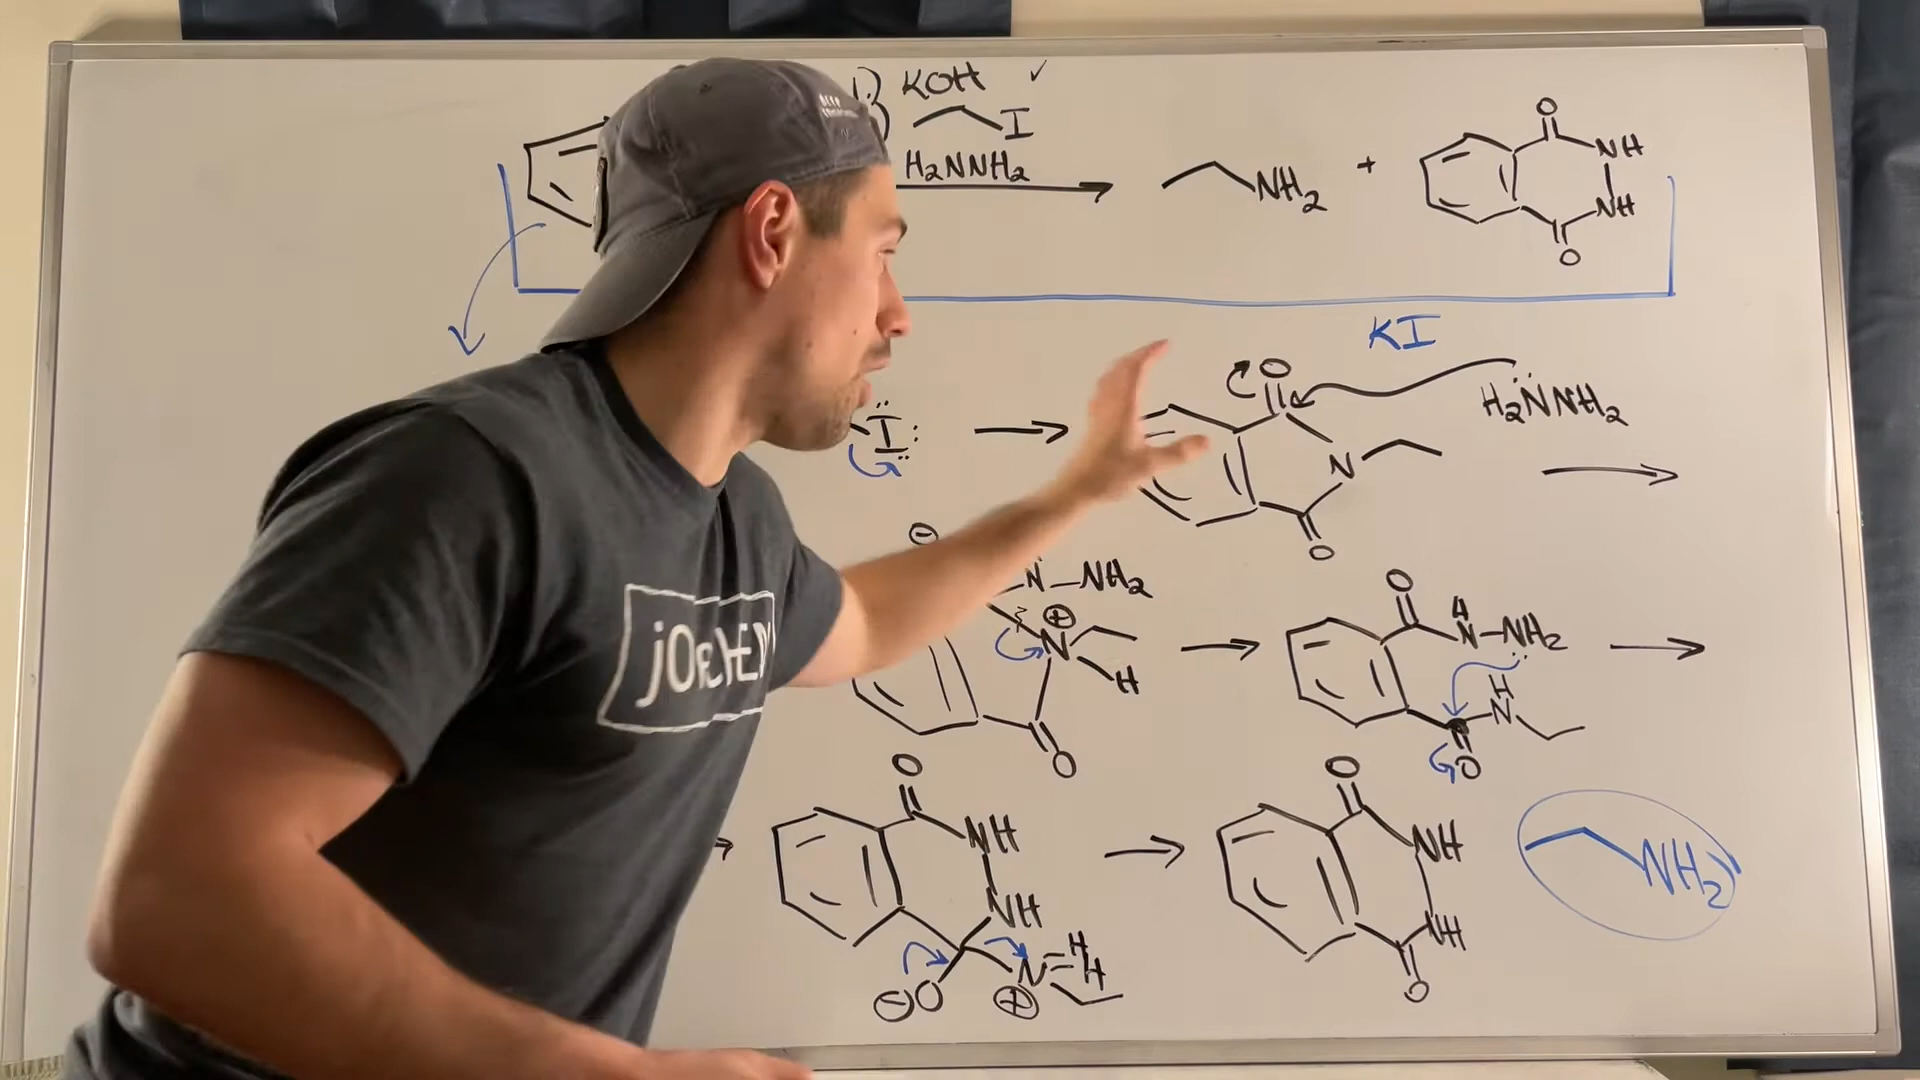 KOH ✓
I
H₂NNH₂
NH₂ + O NH NH O
KI
I
O N O
H₂NNH₂
⊖
N–NH₂
⊕
N
H
O
O H N–NH₂
H N
O
O NH
NH
⊖ O N H H
⊕
O NH
NH
O
NH₂